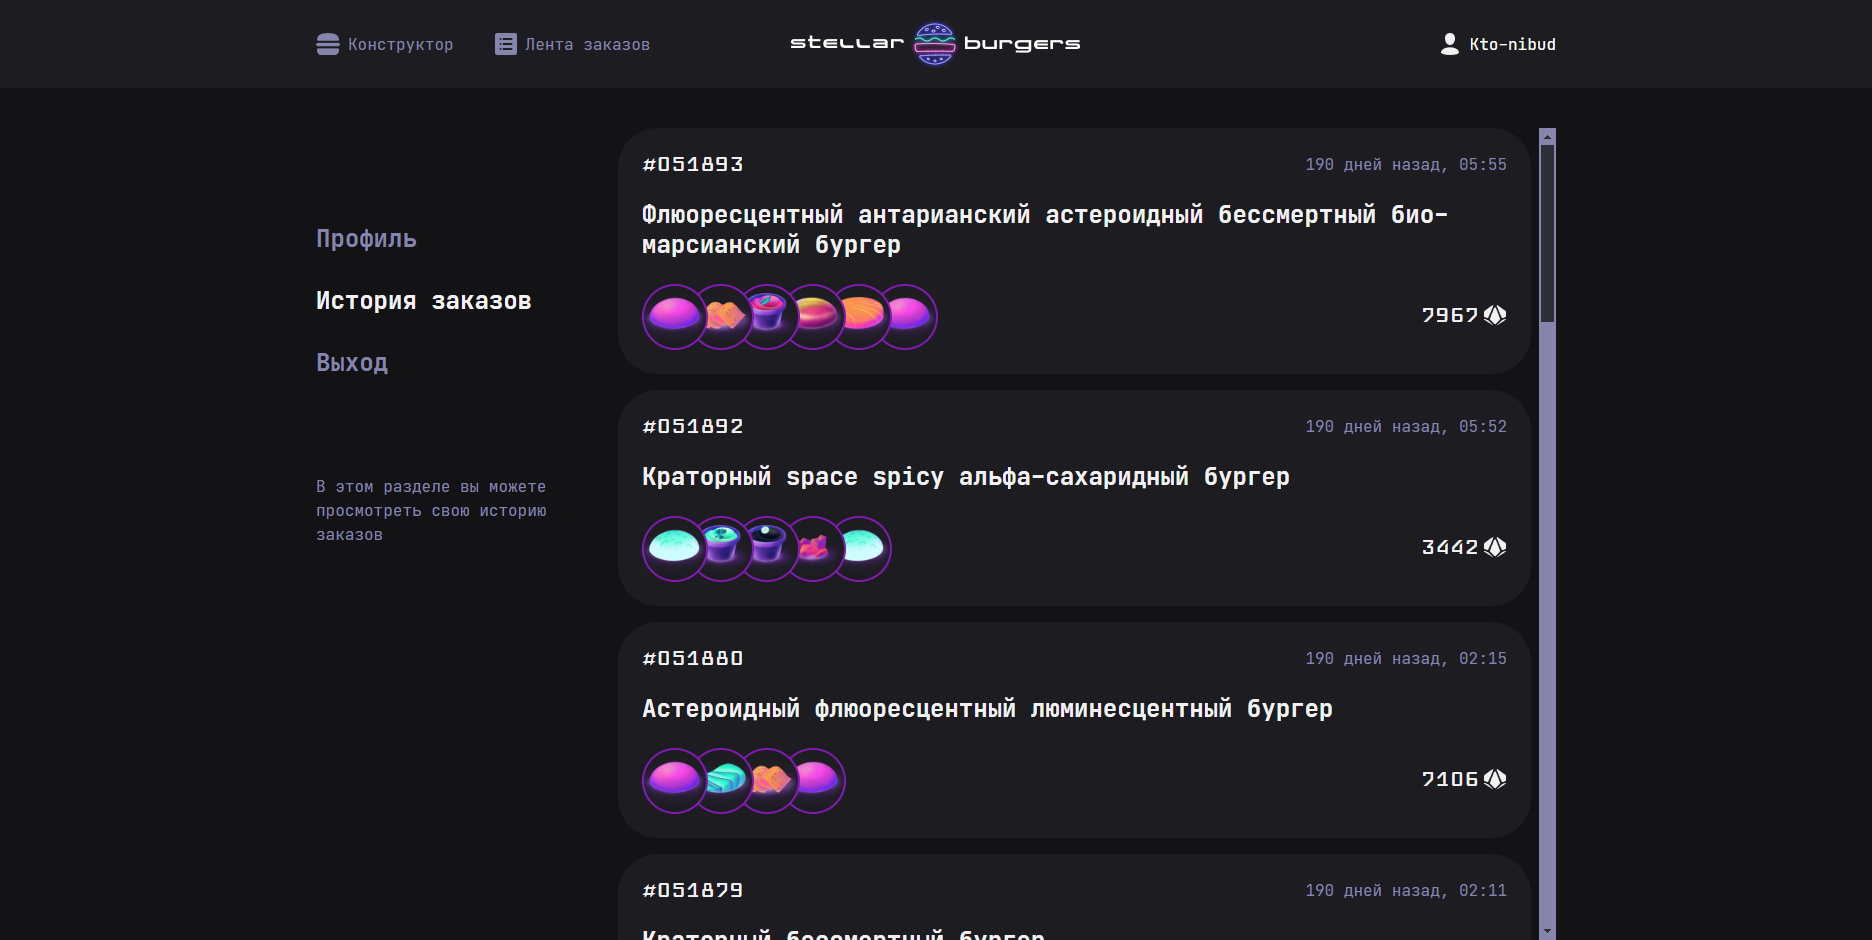 Конструктор
Лента заказов
stellar burgers
Kto-nibud
Профиль
История заказов
Выход
В этом разделе вы можете
просмотреть свою историю
заказов
#051893
190 дней назад, 05:55
Флюоресцентный антарианский астероидный бессмертный био-
марсианский бургер
7967
#051892
190 дней назад, 05:52
Краторный space spicy альфа-сахаридный бургер
3442
#051880
190 дней назад, 02:15
Астероидный флюоресцентный люминесцентный бургер
7106
#051879
190 дней назад, 02:11
Краторный бессмертный бургер